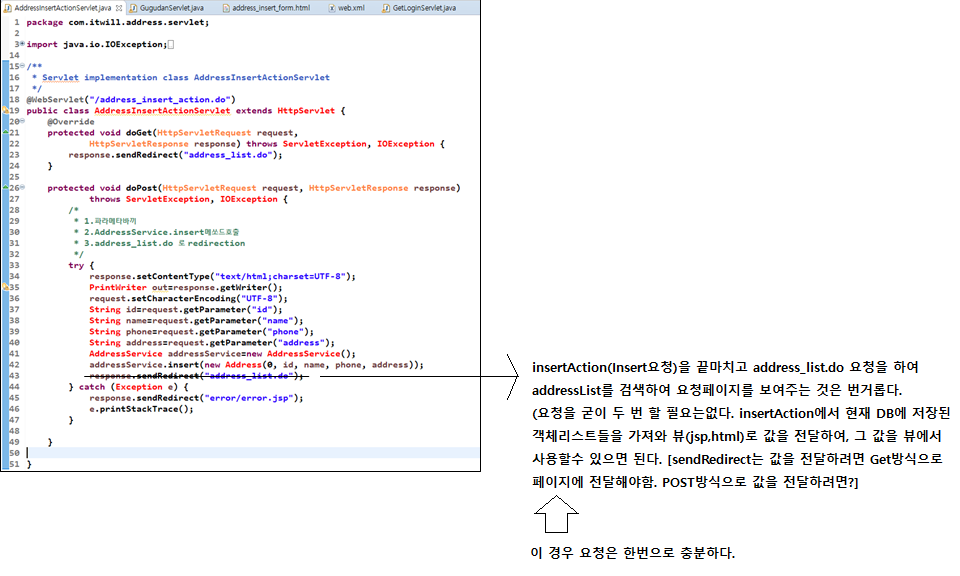 AddressInsertActionServlet.java GugudanServlet.java address_insert_form.html web.xml GetLoginServlet.java
1 package com.itwill.address.servlet;
2
3 import java.io.IOException;
14
15 /**
16 * Servlet implementation class AddressInsertActionServlet
17 */
18 @WebServlet("/address_insert_action.do")
19 public class AddressInsertActionServlet extends HttpServlet {
20 @Override
21 protected void doGet(HttpServletRequest request,
22 HttpServletResponse response) throws ServletException, IOException {
23 response.sendRedirect("address_list.do");
24 }
25
26 protected void doPost(HttpServletRequest request, HttpServletResponse response)
27 throws ServletException, IOException {
28 /*
29 * 1.파라메타바끼
30 * 2.AddressService.insert메쏘드호출
31 * 3.address_list.do 로 redirection
32 */
33 try {
34 response.setContentType("text/html;charset=UTF-8");
35 PrintWriter out=response.getWriter();
36 request.setCharacterEncoding("UTF-8");
37 String id=request.getParameter("id");
38 String name=request.getParameter("name");
39 String phone=request.getParameter("phone");
40 String address=request.getParameter("address");
41 AddressService addressService=new AddressService();
42 addressService.insert(new Address(0, id, name, phone, address));
43 response.sendRedirect("address_list.do");
44 } catch (Exception e) {
45 response.sendRedirect("error/error.jsp");
46 e.printStackTrace();
47 }
48
49 }
50
51 }
insertAction(Insert요청)을 끝마치고 address_list.do 요청을 하여
addressList를 검색하여 요청페이지를 보여주는 것은 번거롭다.
(요청을 굳이 두 번 할 필요는없다. insertAction에서 현재 DB에 저장된
객체리스트들을 가져와 뷰(jsp,html)로 값을 전달하여, 그 값을 뷰에서
사용할수 있으면 된다. [sendRedirect는 값을 전달하려면 Get방식으로
페이지에 전달해야함. POST방식으로 값을 전달하려면?]
이 경우 요청은 한번으로 충분하다.